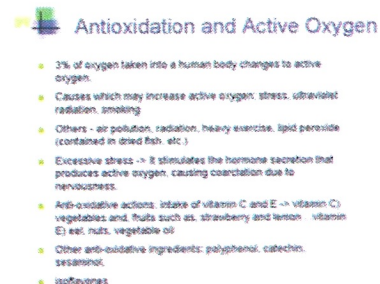 Antioxidation and Active Oxygen
3% of oxygen taken into a human body changes to active
oxygen.
Causes which may increase active oxygen: stress, ultraviolet
radiation, smoking
Others - air pollution, radiation, heavy exercise, lipid peroxide
(contained in dried fish, etc.)
Excessive stress -> It stimulates the hormone secretion that
produces active oxygen, causing coarctation due to
nervousness.
Anti-oxidative actions: intake of vitamin C and E -> vitamin C)
vegetables and, fruits such as, strawberry and lemon vitamin
E) eel, nuts, vegetable oil
Other anti-oxidative ingredients: polyphenol, catechin,
sesaminol,
isoflavones